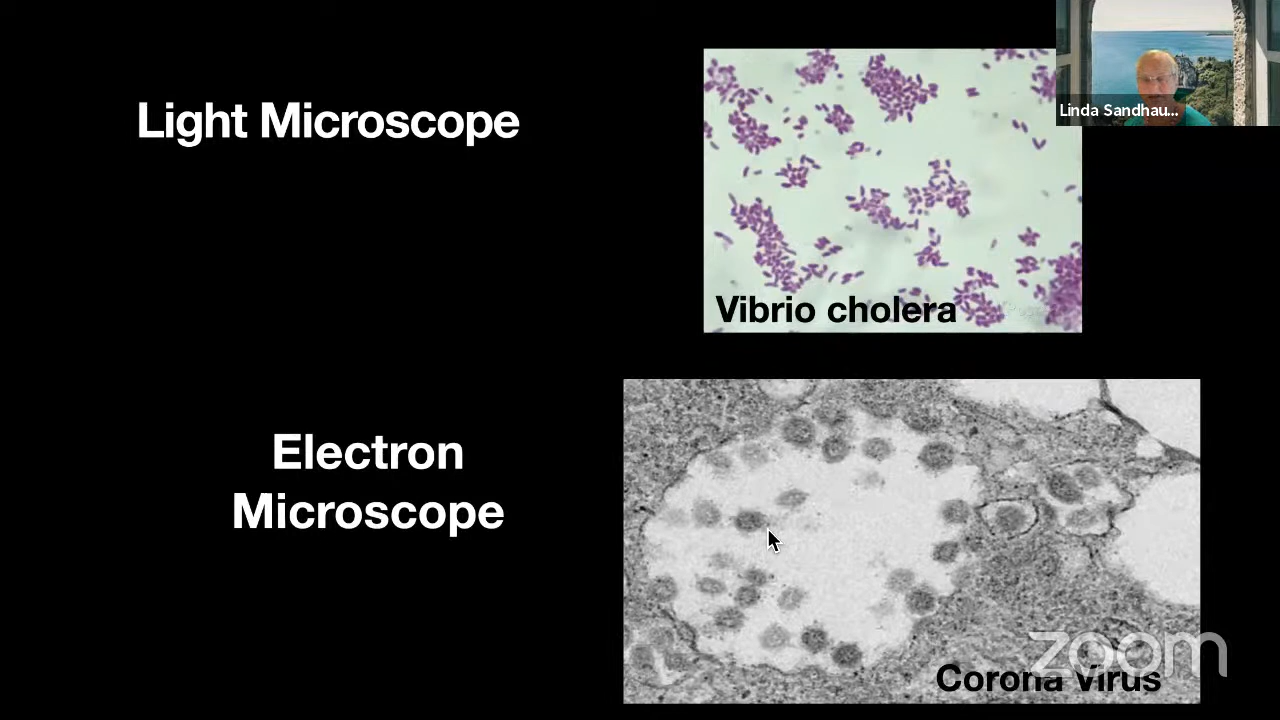 Light Microscope
Linda Sandhau...
Vibrio cholera
Electron
Microscope
Corona Virus
zoom